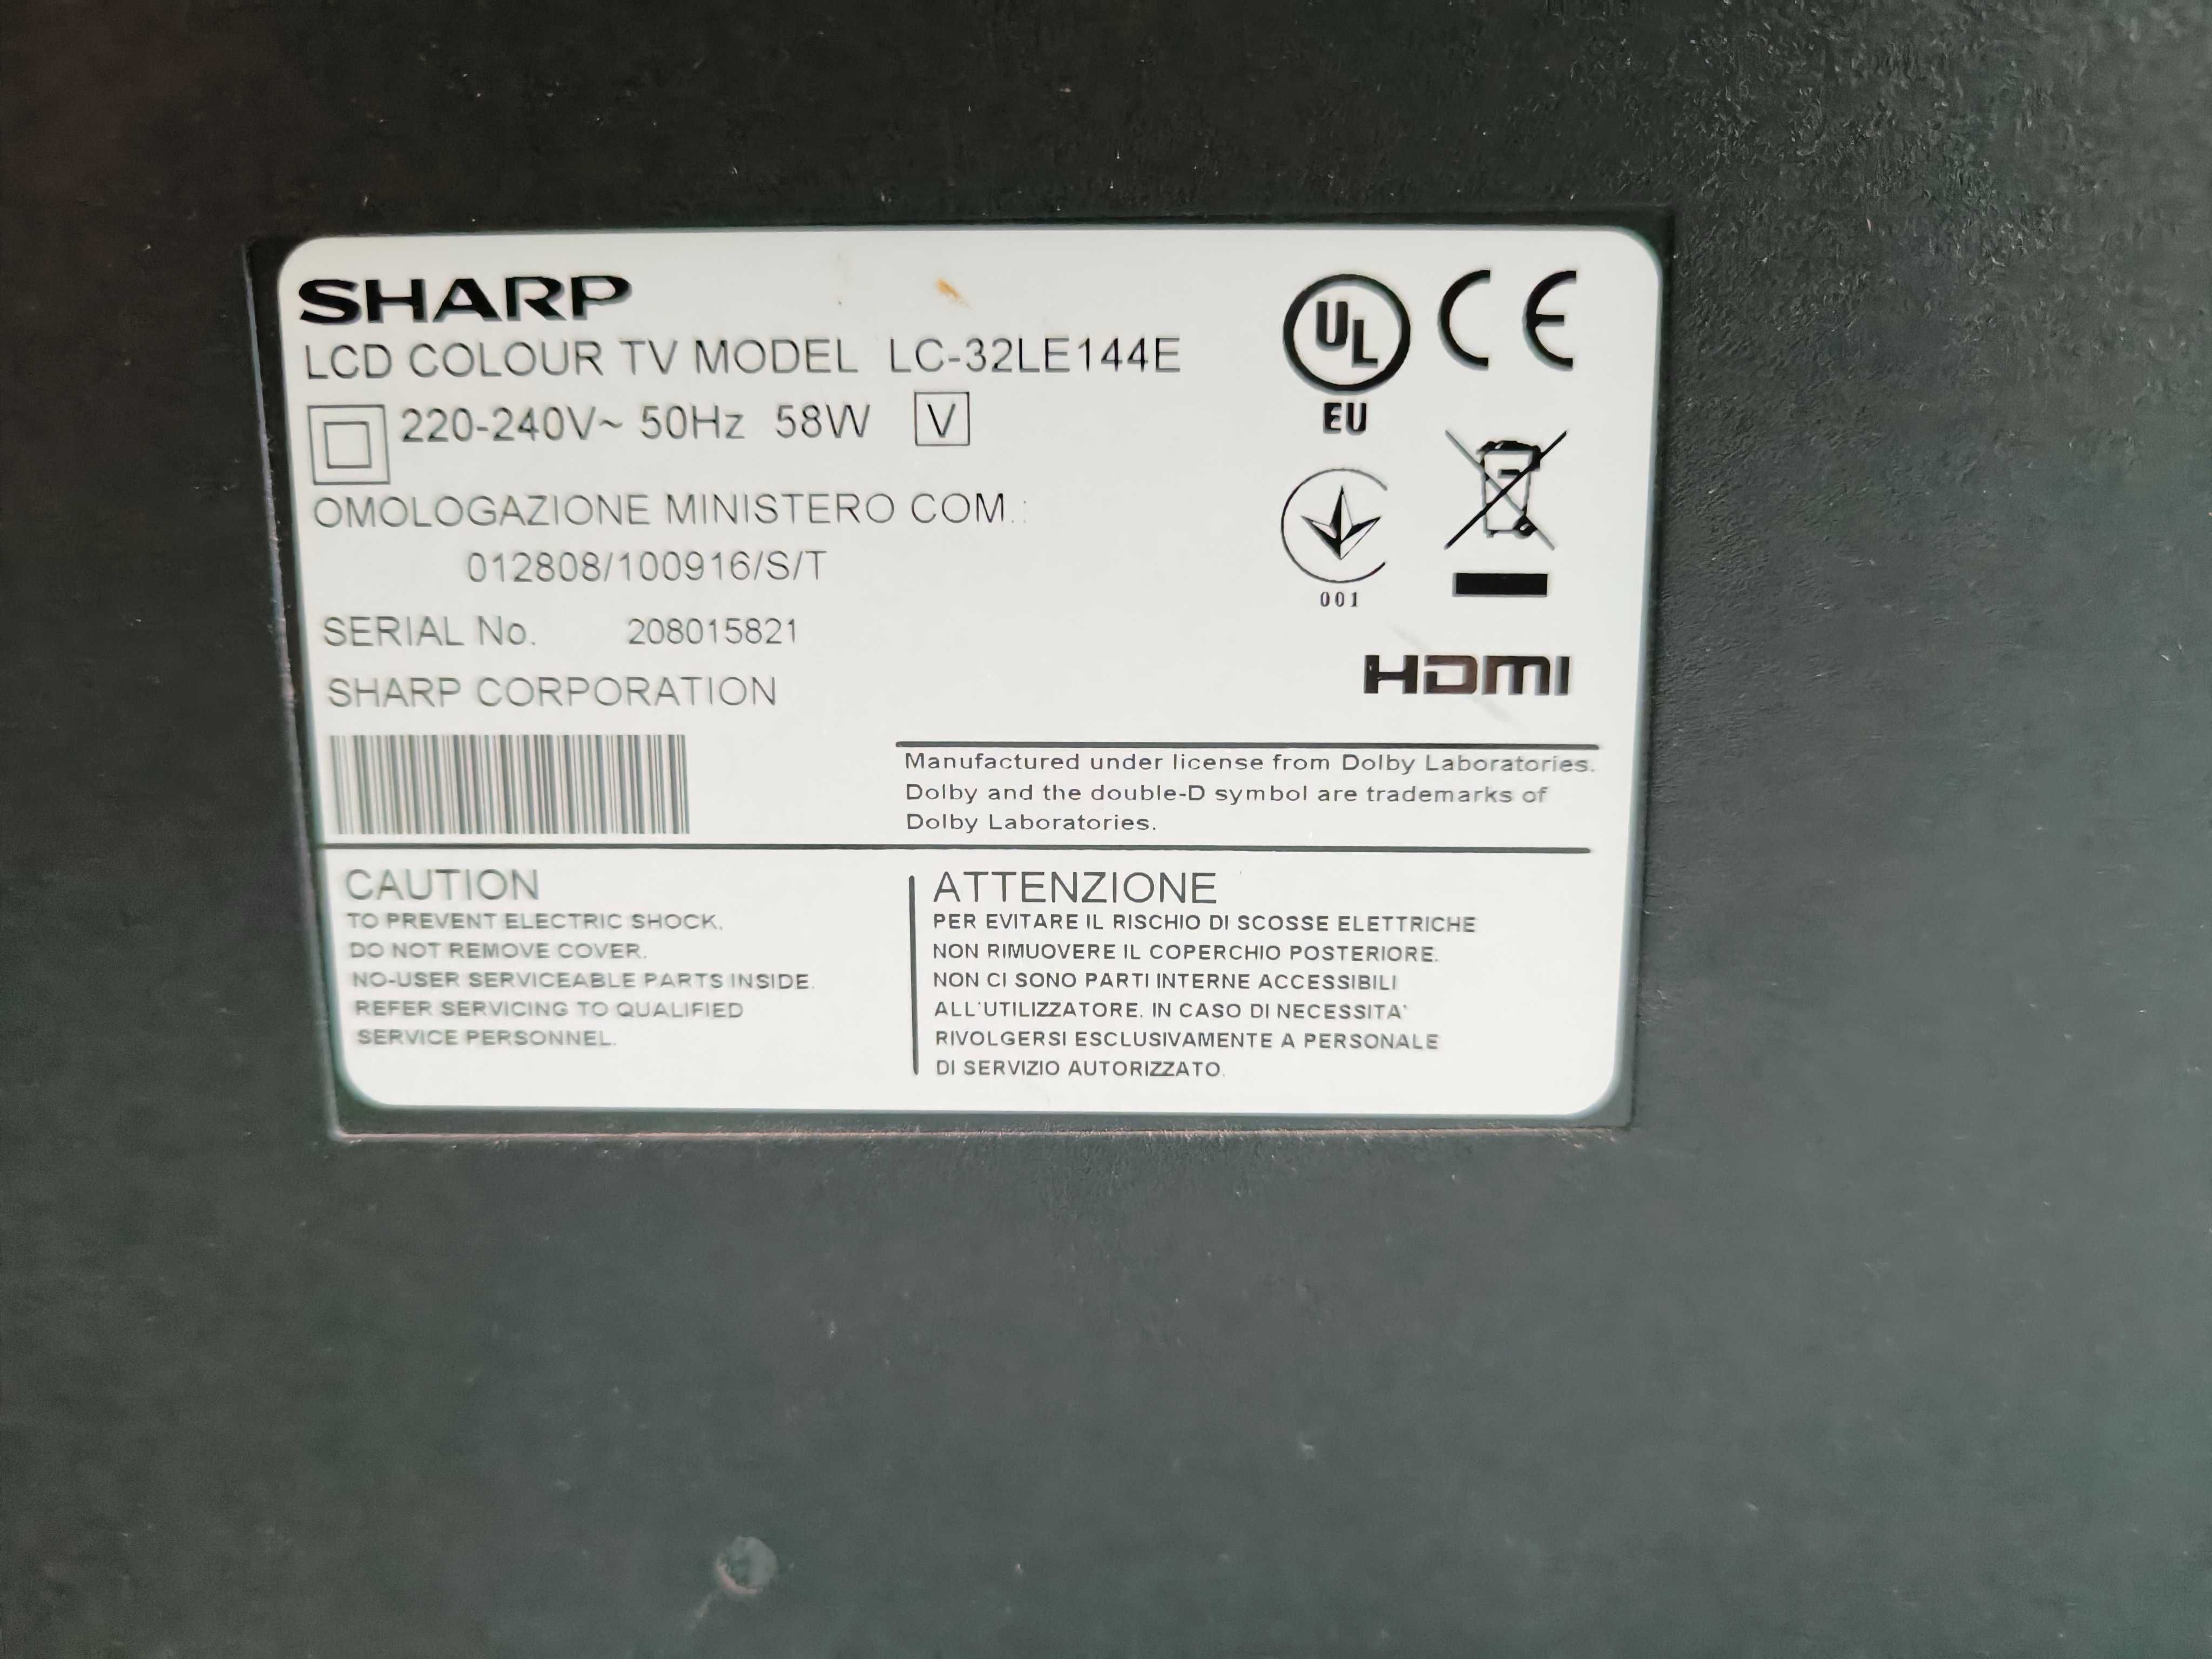 SHARP
LCD COLOUR TV MODEL LC-32LE144E
220-240V~ 50Hz 58W V
OMOLOGAZIONE MINISTERO COM.:
012808/100916/S/T
SERIAL No. 208015821
SHARP CORPORATION
UL
EU
CE
001
HDMI
Manufactured under license from Dolby Laboratories.
Dolby and the double-D symbol are trademarks of
Dolby Laboratories.
CAUTION
TO PREVENT ELECTRIC SHOCK,
DO NOT REMOVE COVER.
NO-USER SERVICEABLE PARTS INSIDE.
REFER SERVICING TO QUALIFIED
SERVICE PERSONNEL.
ATTENZIONE
PER EVITARE IL RISCHIO DI SCOSSE ELETTRICHE
NON RIMUOVERE IL COPERCHIO POSTERIORE.
NON CI SONO PARTI INTERNE ACCESSIBILI
ALL'UTILIZZATORE. IN CASO DI NECESSITA'
RIVOLGERSI ESCLUSIVAMENTE A PERSONALE
DI SERVIZIO AUTORIZZATO.